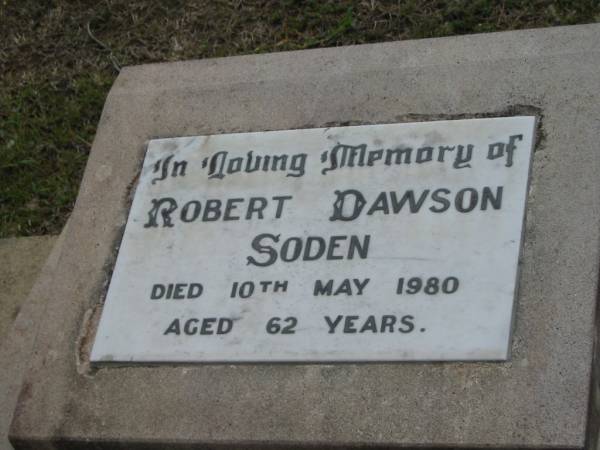 In Loving Memory of
ROBERT DAWSON
SODEN
DIED 10TH MAY 1980
AGED 62 YEARS.